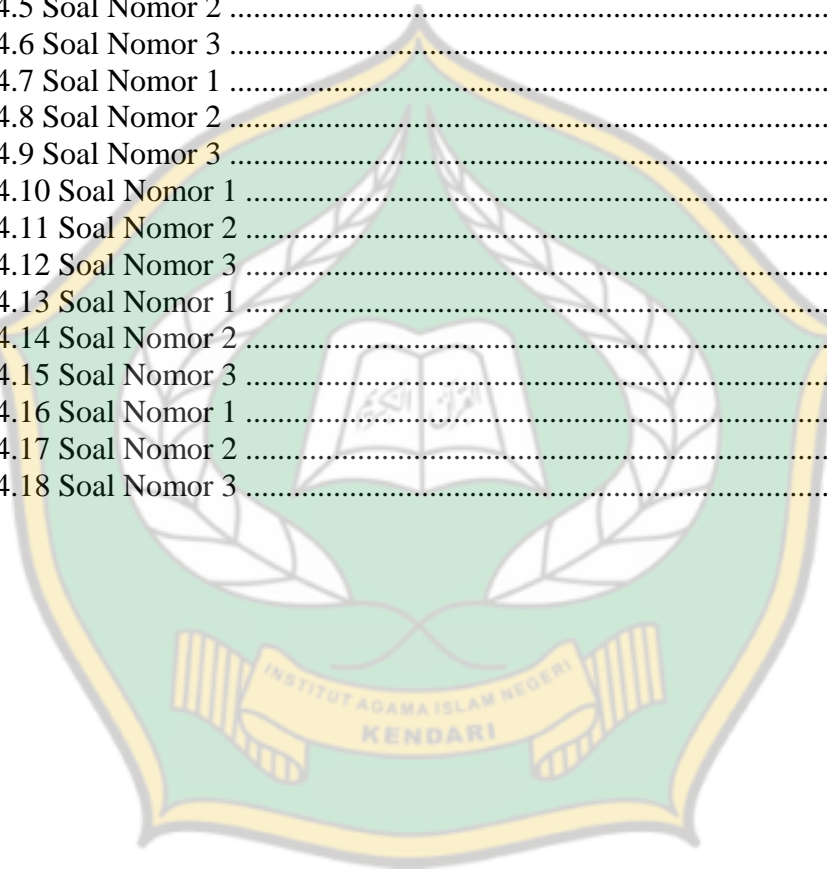 4.5 Soal Nomor 2 ........................................................................
4.6 Soal Nomor 3 ........................................................................
4.7 Soal Nomor 1 ........................................................................
4.8 Soal Nomor 2 ........................................................................
4.9 Soal Nomor 3 ........................................................................
4.10 Soal Nomor 1 ......................................................................
4.11 Soal Nomor 2 ......................................................................
4.12 Soal Nomor 3 ......................................................................
4.13 Soal Nomor 1 ......................................................................
4.14 Soal Nomor 2 ......................................................................
4.15 Soal Nomor 3 ......................................................................
4.16 Soal Nomor 1 ......................................................................
4.17 Soal Nomor 2 ......................................................................
4.18 Soal Nomor 3 ......................................................................
INSTITUT AGAMA ISLAM NEGERI
KENDARI